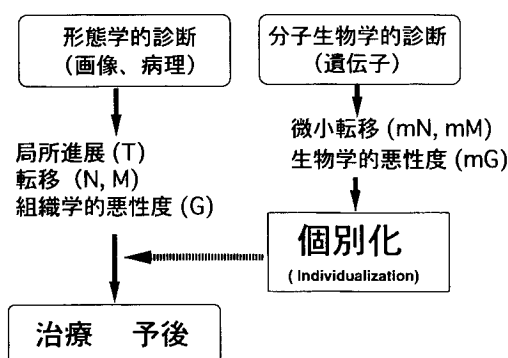 形態学的診断
（画像、病理）
局所進展 (T)
転移（N, M）
組織学的悪性度 (G)
分子生物学的診断
（遺伝子）
微小転移 (mN, mM)
生物学的悪性度 (mG)
個別化
( Individualization)
治療　予後